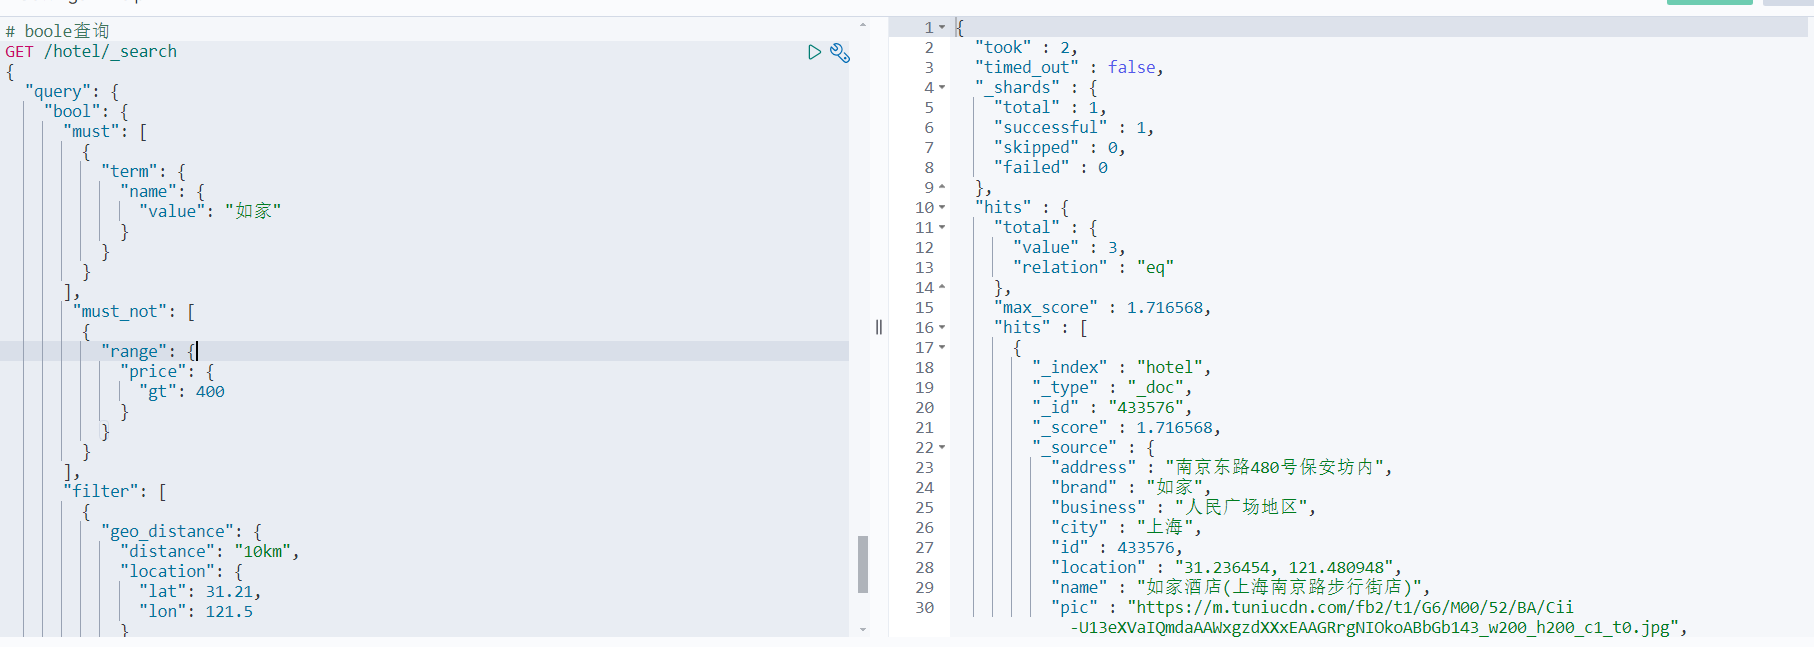 # boole查询
GET /hotel/_search
{
"query": {
"bool": {
"must": [
{
"term": {
"name": {
"value": "如家"
}
}
}
],
"must_not": [
{
"range": {
"price": {
"gt": 400
}
}
}
],
"filter": [
{
"geo_distance": {
"distance": "10km",
"location": {
"lat": 31.21,
"lon": 121.5
}
1 {
2 "took" : 2,
3 "timed_out" : false,
4 "_shards" : {
5 "total" : 1,
6 "successful" : 1,
7 "skipped" : 0,
8 "failed" : 0
9 },
10 "hits" : {
11 "total" : {
12 "value" : 3,
13 "relation" : "eq"
14 },
15 "max_score" : 1.716568,
16 "hits" : [
17 {
18 "_index" : "hotel",
19 "_type" : "_doc",
20 "_id" : "433576",
21 "_score" : 1.716568,
22 "_source" : {
23 "address" : "南京东路480号保安坊内",
24 "brand" : "如家",
25 "business" : "人民广场地区",
26 "city" : "上海",
27 "id" : 433576,
28 "location" : "31.236454, 121.480948",
29 "name" : "如家酒店(上海南京路步行街店)",
30 "pic" : "https://m.tuniucdn.com/fb2/t1/G6/M00/52/BA/Cii
-U13eXVaIQmdaAAWxgzdXXxEAAGRrgNIOkoABbGb143_w200_h200_c1_t0.jpg",